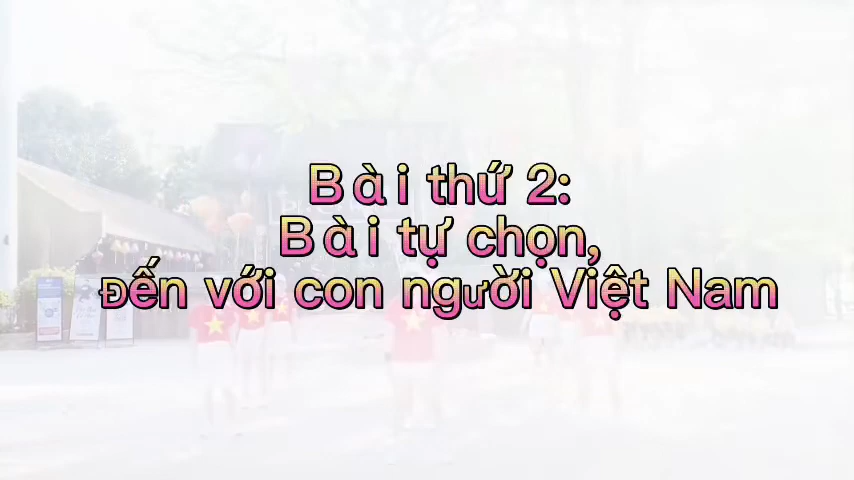 Bài thứ 2:
Bài tự chọn,
Đến với con người Việt Nam